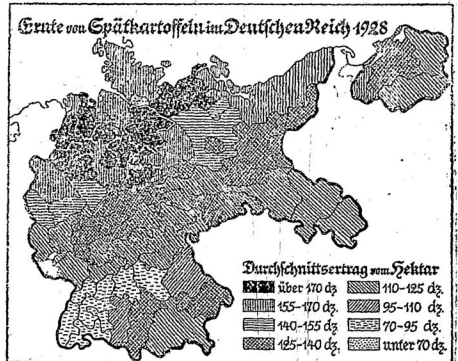 Ernte von Spätkartoffeln im Deutschen Reich 1928
Durchschnittsertrag vom Hektar
über 170 dz.
155-170 dz.
140-155 dz.
125-140 dz.
110-125 dz.
95-110 dz.
70-95 dz.
unter 70 dz.